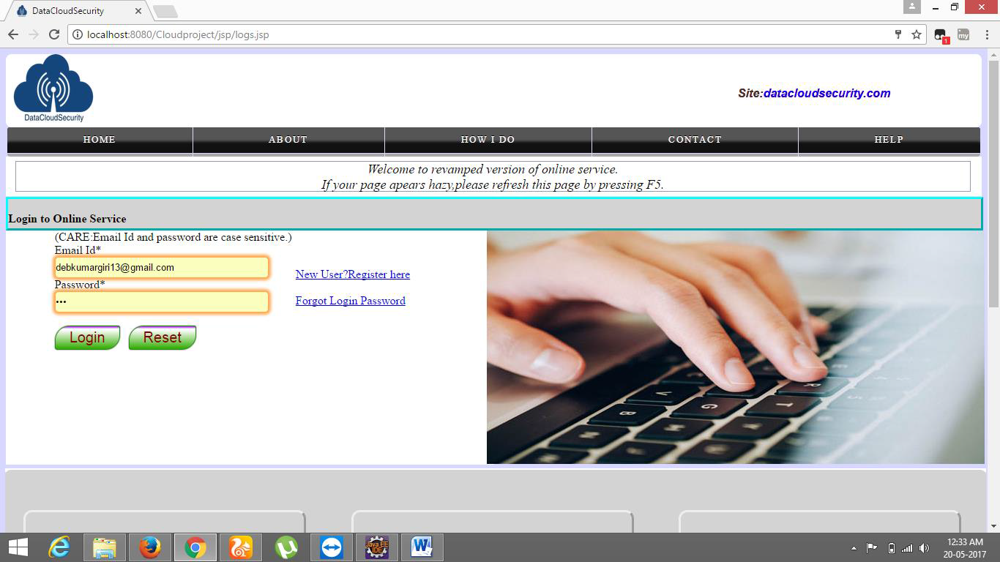 DataCloudSecurity
localhost:8080/Cloudproject/jsp/logs.jsp
1
my
DataCloudSecurity
Site:datacloudsecurity.com
HOME ABOUT HOW I DO CONTACT HELP
Welcome to revamped version of online service.
If your page apears hazy,please refresh this page by pressing F5.
Login to Online Service
(CARE:Email Id and password are case sensitive.)
Email Id*
debkumargiri13@gmail.com
New User?Register here
Password*
•••
Forgot Login Password
Login Reset
R
V G T
B
Java EE
IDE
12:33 AM
20-05-2017